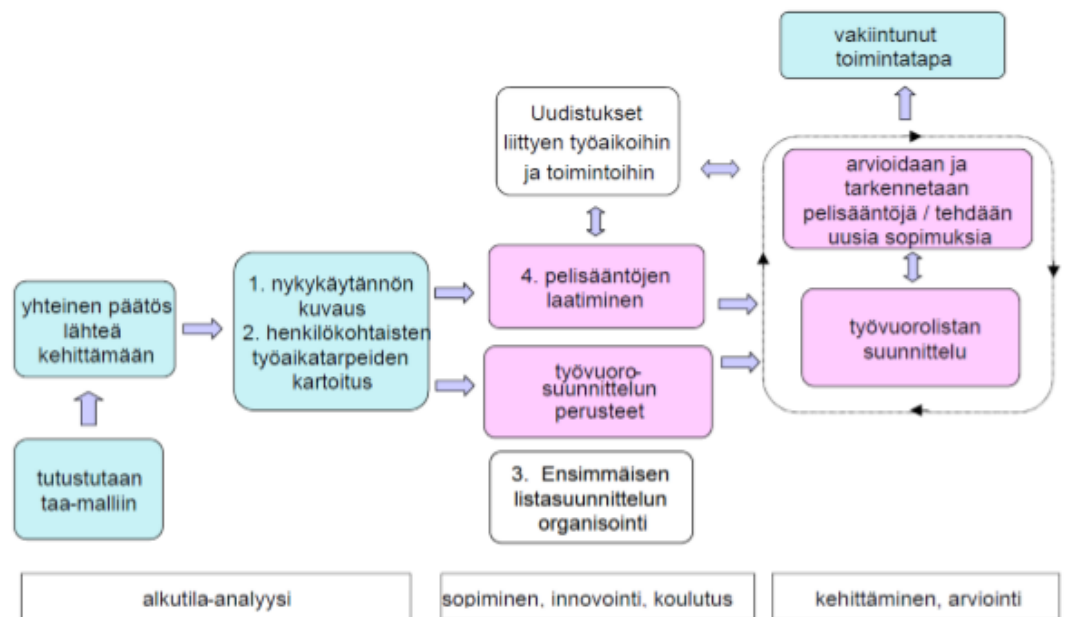 vakiintunut
toimintatapa
Uudistukset
liittyen työaikoihin
ja toimintoihin
arvioidaan ja
tarkennetaan
pelisääntöjä / tehdään
uusia sopimuksia
yhteinen päätös
lähteä
kehittämään
1. nykykäytännön
kuvaus
2. henkilökohtaisten
työaikatarpeiden
kartoitus
4. pelisääntöjen
laatiminen
työvuorolistan
suunnittelu
työvuoro-
suunnittelun
perusteet
tutustutaan
taa-malliin
3. Ensimmäisen
listasuunnittelun
organisointi
alkutila-analyysi
sopiminen, innovointi, koulutus
kehittäminen, arviointi